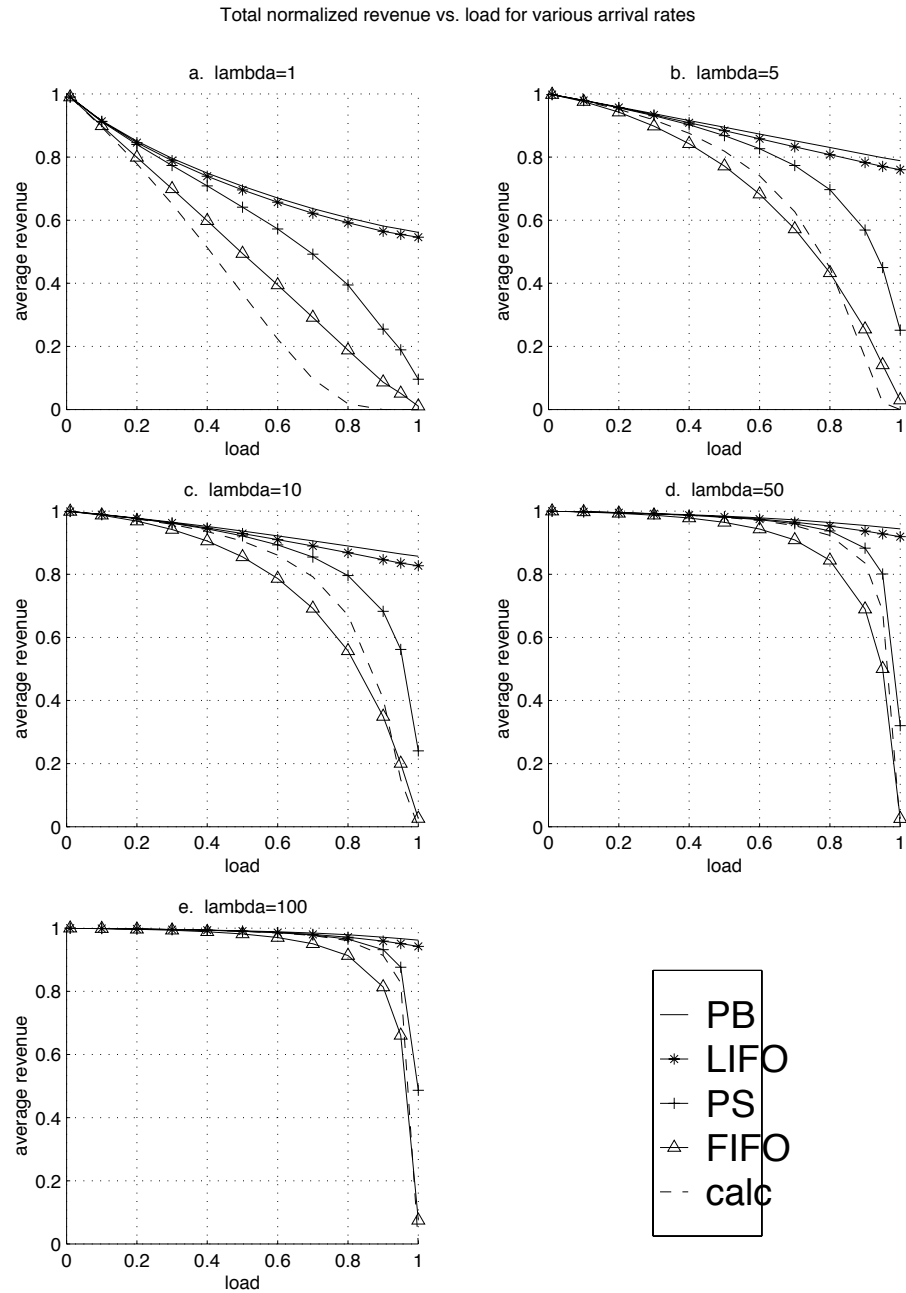 Total normalized revenue vs. load for various arrival rates
a. lambda=1
1
0.8
0.6
0.4
0.2
0
average revenue
0 0.2 0.4 0.6 0.8 1
load
b. lambda=5
1
0.8
0.6
0.4
0.2
0
average revenue
0 0.2 0.4 0.6 0.8 1
load
c. lambda=10
1
0.8
0.6
0.4
0.2
0
average revenue
0 0.2 0.4 0.6 0.8 1
load
d. lambda=50
1
0.8
0.6
0.4
0.2
0
average revenue
0 0.2 0.4 0.6 0.8 1
load
e. lambda=100
1
0.8
0.6
0.4
0.2
0
average revenue
0 0.2 0.4 0.6 0.8 1
load
PB
LIFO
PS
FIFO
calc